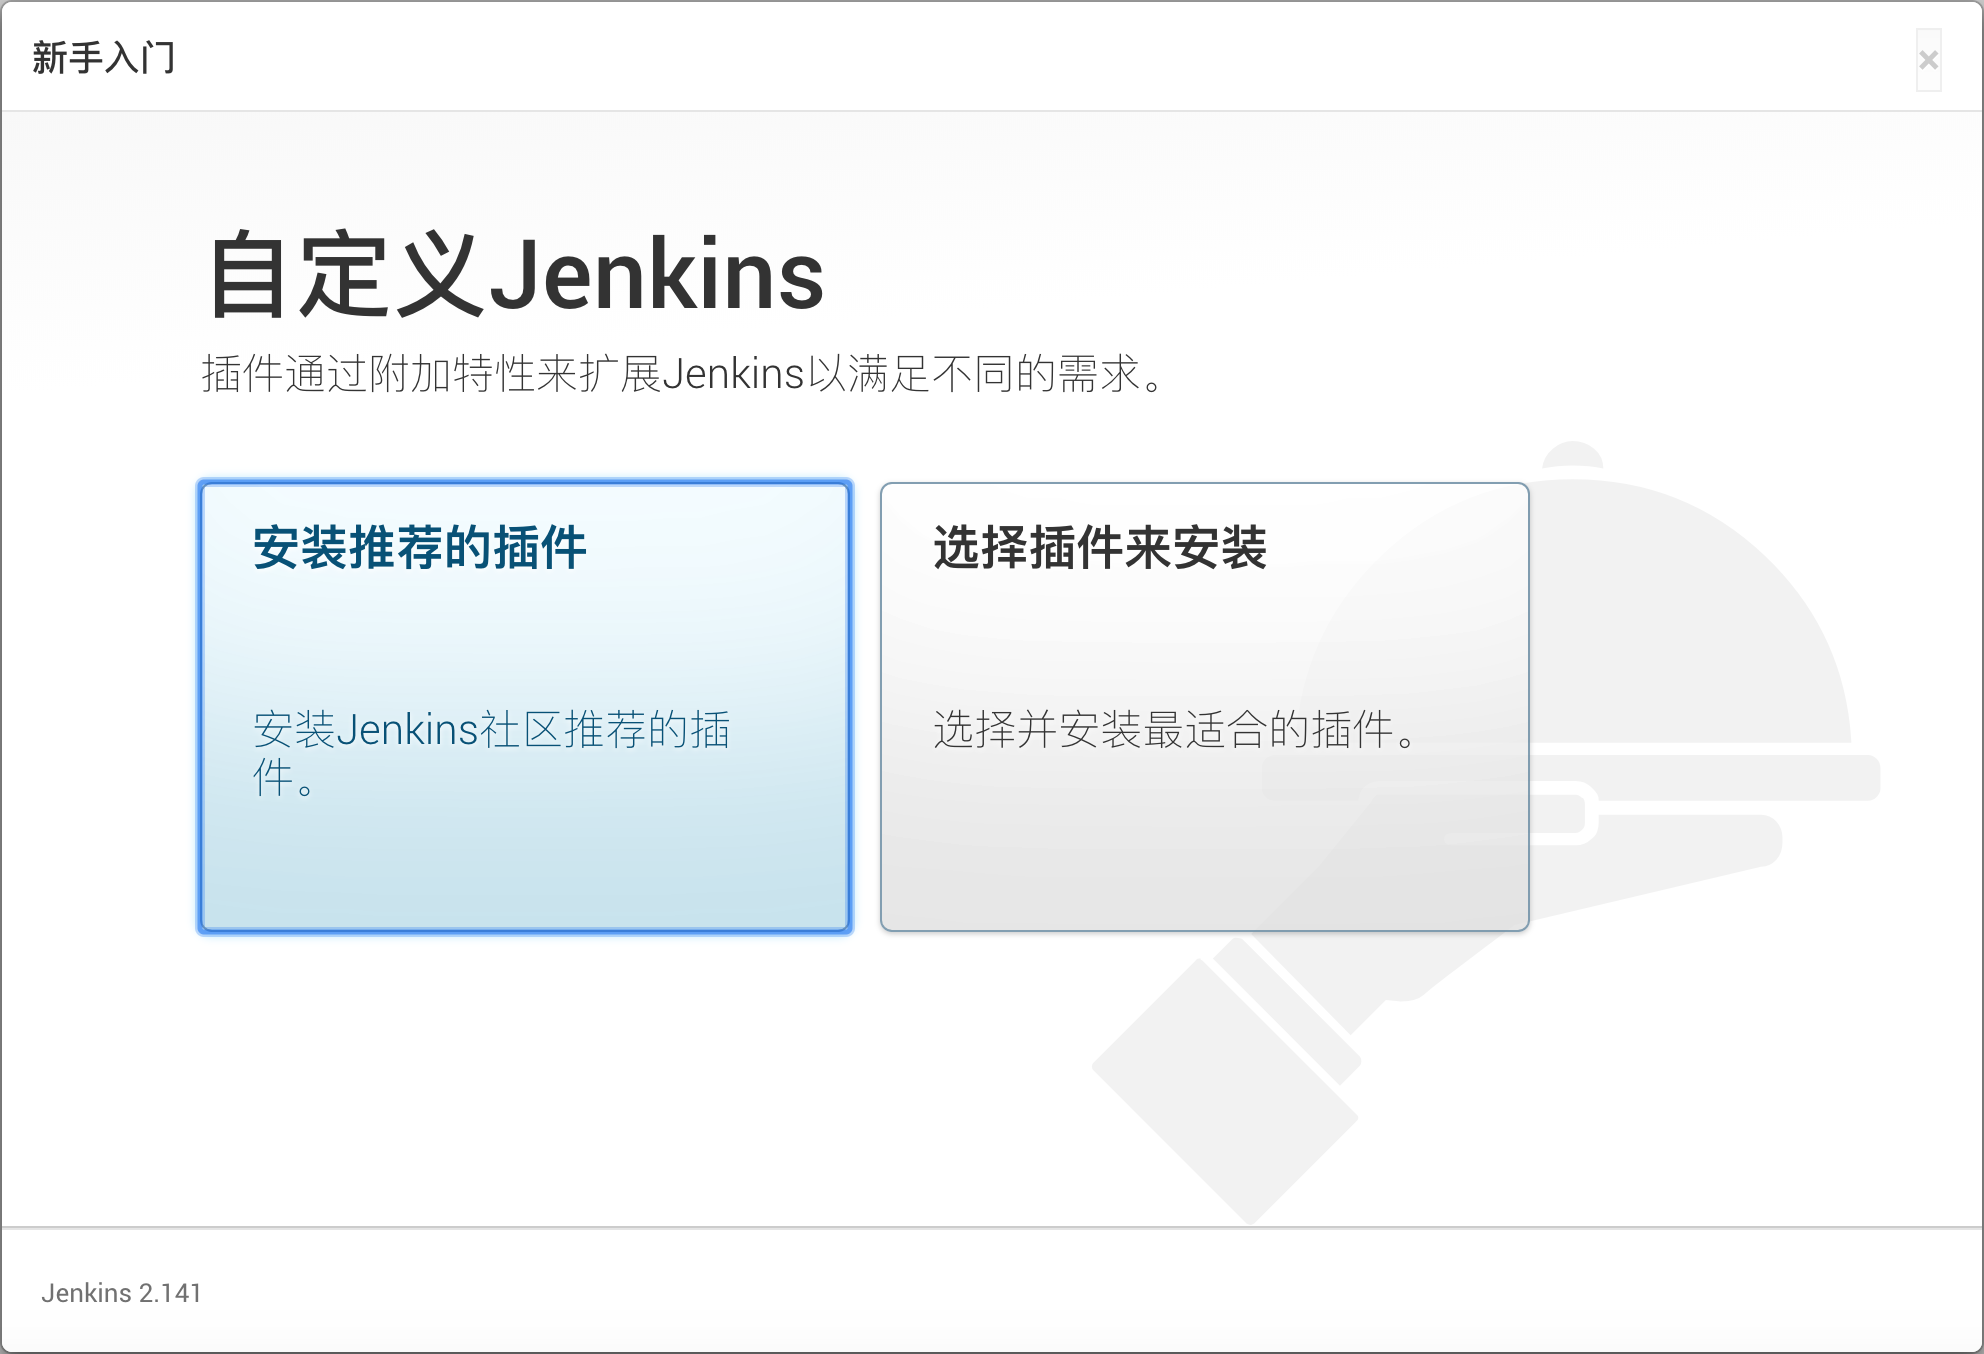 新手入门
×
自定义Jenkins
插件通过附加特性来扩展Jenkins以满足不同的需求。
安装推荐的插件
安装Jenkins社区推荐的插
件。
选择插件来安装
选择并安装最适合的插件。
Jenkins 2.141